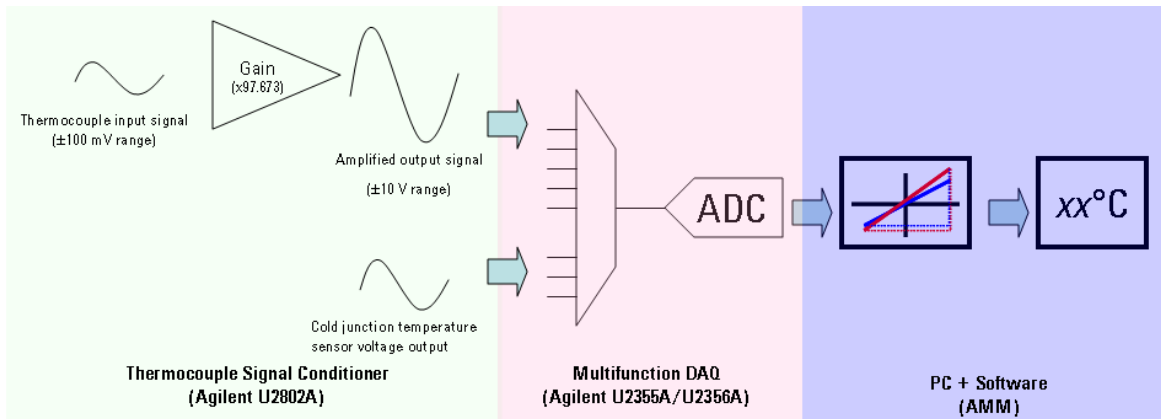 Gain
(x97.673)
Thermocouple input signal
(±100 mV range)
Amplified output signal
(±10 V range)
Cold junction temperature
sensor voltage output
ADC
xx°C
Thermocouple Signal Conditioner
(Agilent U2802A)
Multifunction DAQ
(Agilent U2355A/U2356A)
PC + Software
(AMM)